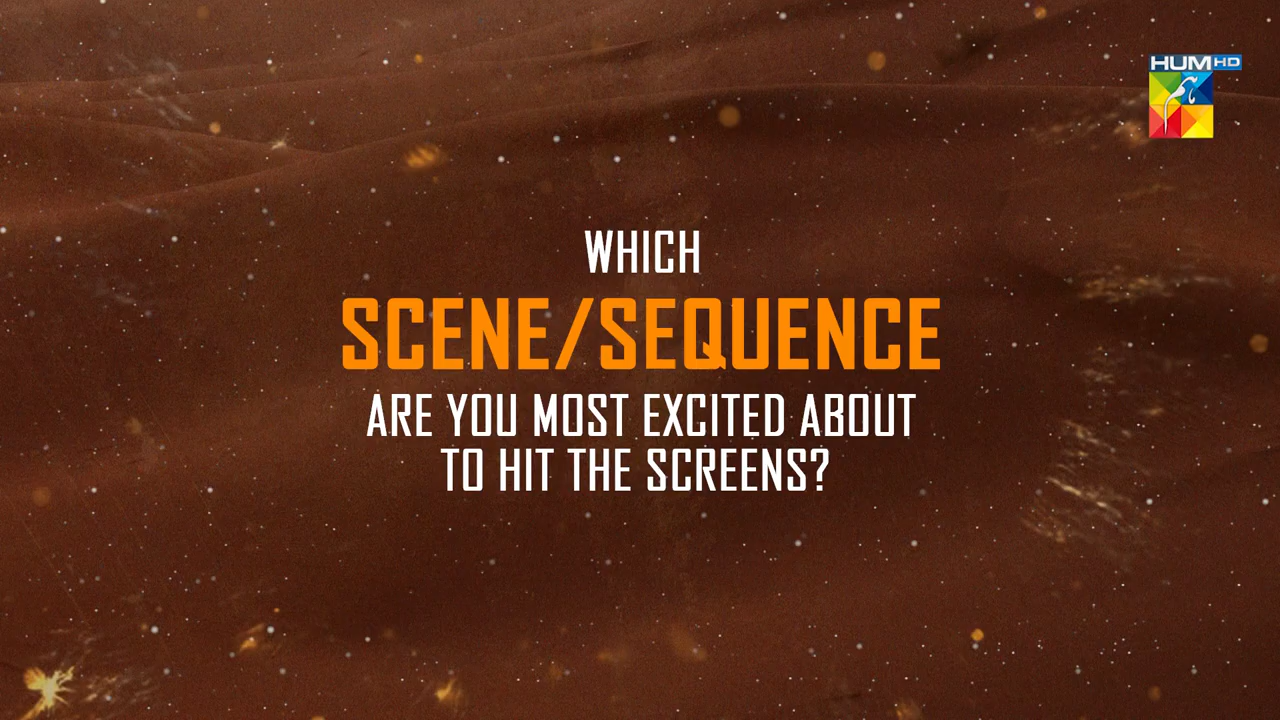 HUM HD
WHICH
SCENE/SEQUENCE
ARE YOU MOST EXCITED ABOUT
TO HIT THE SCREENS?